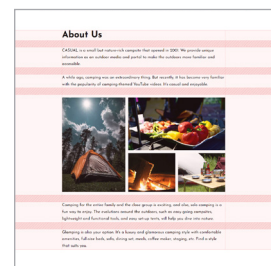 About Us
CASUAL is a small but nature-rich campsite that opened in 2001. We provide unique
information as an outdoor media and portal to make the outdoors more familiar and
accessible.
A while ago, camping was an extraordinary thing. But recently, it has become very familiar
with the popularity of camping-themed YouTube videos. It's casual and enjoyable.
Camping for the entire family and the class group is exciting, and also, solo camping is a
fun way to enjoy. The evolutions around the outdoors, such as easy-going campsites,
lightweight and functional tools, and easy set-up tents, will help you dive into nature.
Glamping is also your option. It's a luxury and glamorous camping style with comfortable
amenities, full-size beds, sofa, dining set, meals, coffee maker, staging, etc. Find a style
that suits you.